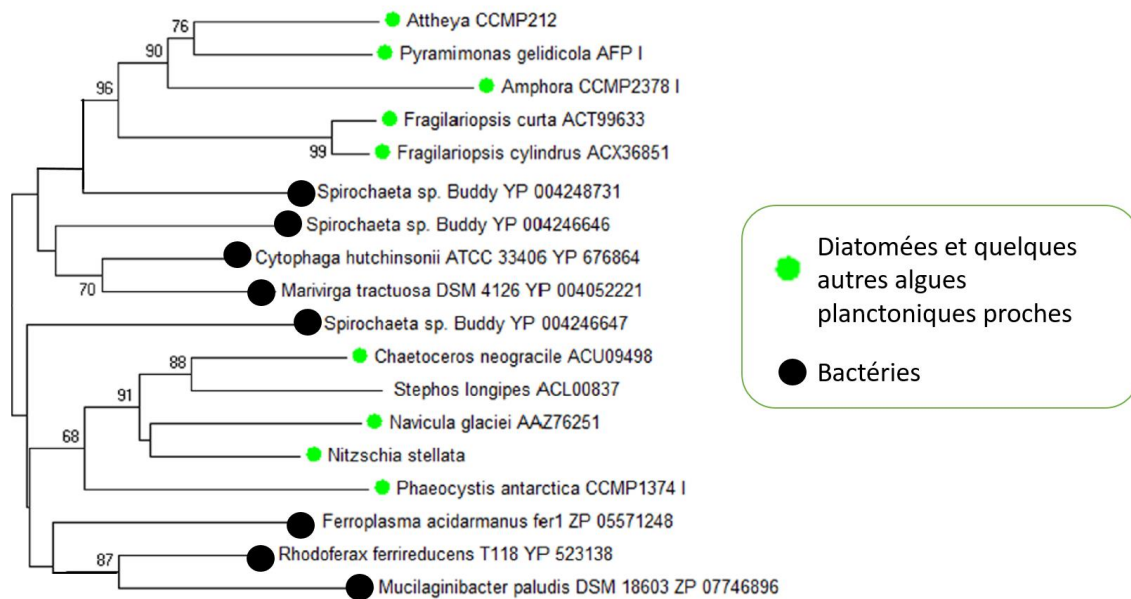 Attheya CCMP212
76
Pyramimonas gelidicola AFP I
90
Amphora CCMP2378 I
96
Fragilariopsis curta ACT99633
99
Fragilariopsis cylindrus ACX36851
Spirochaeta sp. Buddy YP 004248731
Spirochaeta sp. Buddy YP 004246646
Cytophaga hutchinsonii ATCC 33406 YP 676864
70
Marivirga tractuosa DSM 4126 YP 004052221
Spirochaeta sp. Buddy YP 004246647
Chaetoceros neogracile ACU09498
88
Stephos longipes ACL00837
91
Navicula glaciei AAZ76251
68
Nitzschia stellata
Phaeocystis antarctica CCMP1374 I
Ferroplasma acidarmanus fer1 ZP 05571248
87
Rhodoferax ferrireducens T118 YP 523138
Mucilaginibacter paludis DSM 18603 ZP 07746896
Diatomées et quelques
autres algues
planctoniques proches
Bactéries